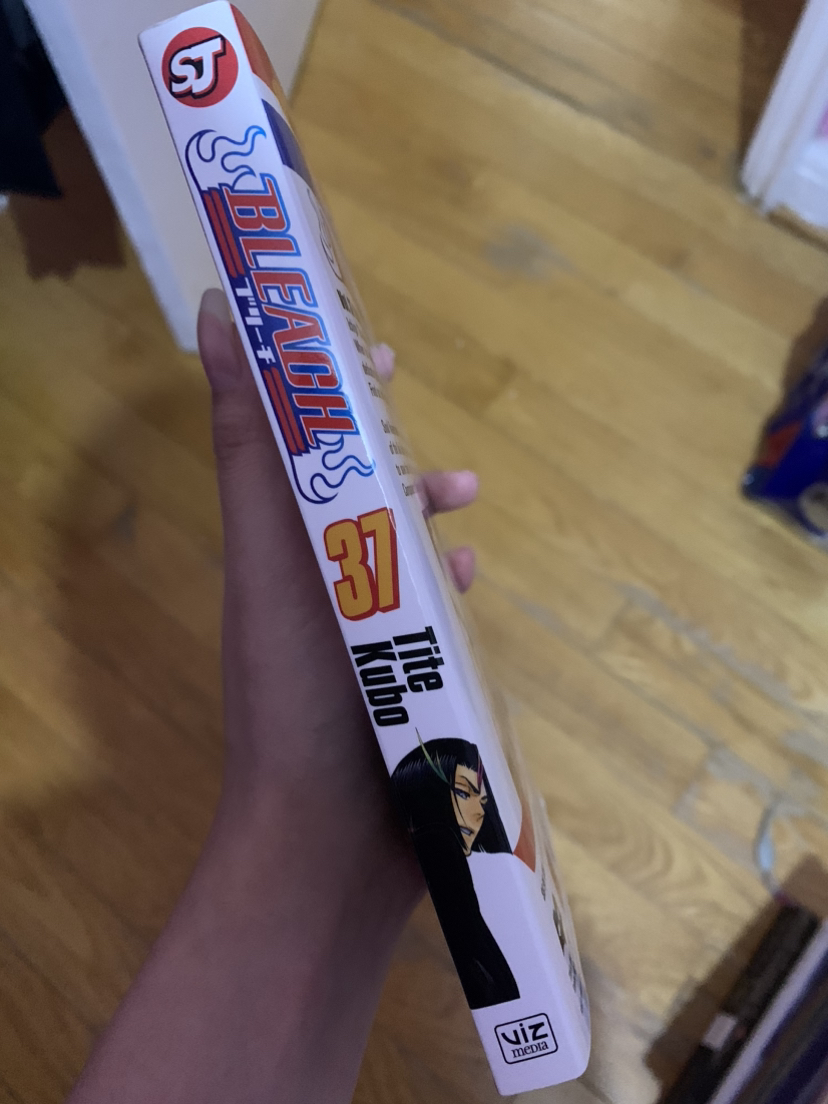 SJ
BLEACH
ブリーチ
37
Tite
Kubo
VIZ
media